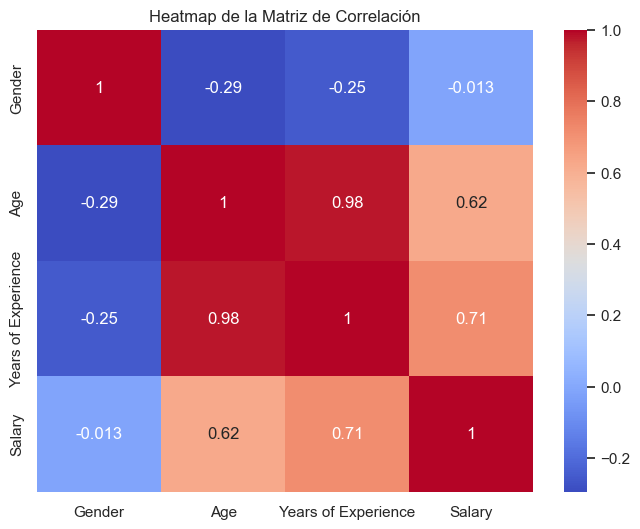 Heatmap de la Matriz de Correlación
Gender
1
-0.29
-0.25
-0.013
Age
-0.29
1
0.98
0.62
Years of Experience
-0.25
0.98
1
0.71
Salary
-0.013
0.62
0.71
1
Gender
Age
Years of Experience
Salary
1.0
0.8
0.6
0.4
0.2
0.0
−0.2